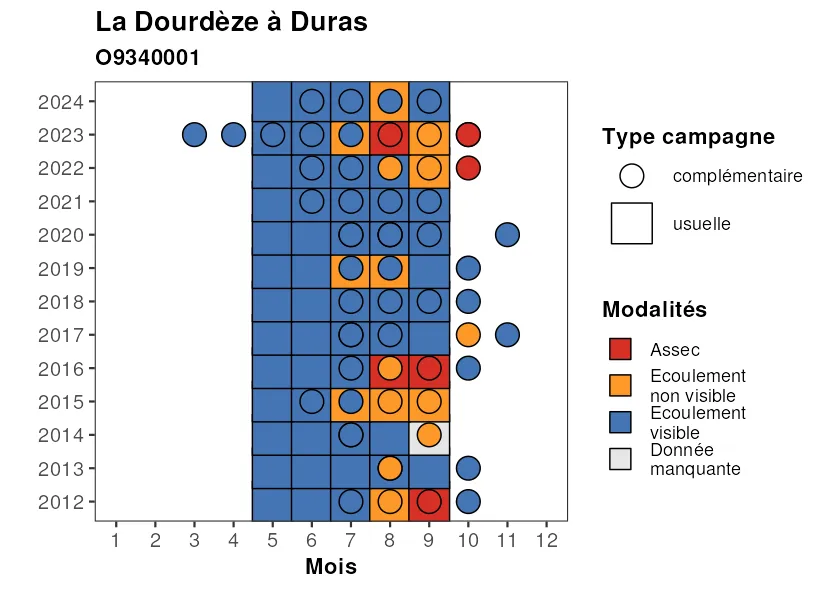 La Dourdèze à Duras
O9340001
2024
2023
2022
2021
2020
2019
2018
2017
2016
2015
2014
2013
2012
1 2 3 4 5 6 7 8 9 10 11 12
Mois
Type campagne
complémentaire
usuelle
Modalités
Assec
Ecoulement
non visible
Ecoulement
visible
Donnée
manquante